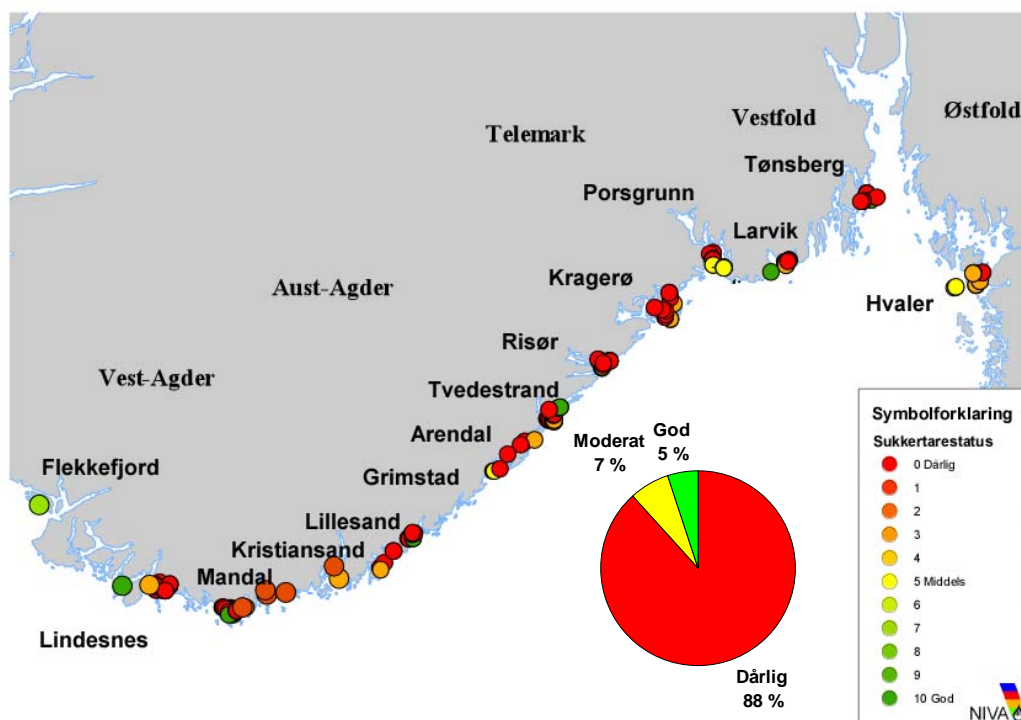 Østfold
Vestfold
Telemark
Tønsberg
Porsgrunn
Larvik
Kragerø
Aust-Agder
Hvaler
Risør
Vest-Agder
Tvedestrand
Arendal
Grimstad
Flekkefjord
Lillesand
Kristiansand
Mandal
Lindesnes
Moderat
7 %
God
5 %
Dårlig
88 %
Symbolforklaring
Sukkertarestatus
0 Dårlig
1
2
3
4
5 Middels
6
7
8
9
10 God
NIVA